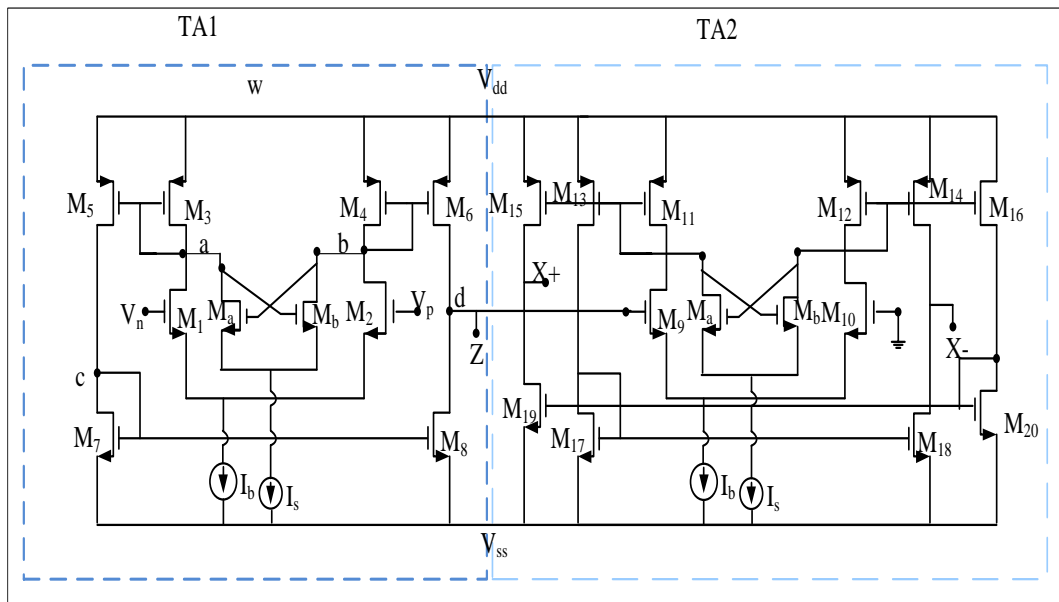 TA1
TA2
w
V_dd
M_5
M_3
M_4
M_6
M_15
M_13
M_11
M_12
M_14
M_16
a
b
X+
V_n
M_1
M_a
M_b
M_2
V_p
d
M_9
M_a
M_b
M_10
Z
X-
c
M_7
M_8
M_19
M_17
M_18
M_20
I_b
I_s
I_b
I_s
V_ss